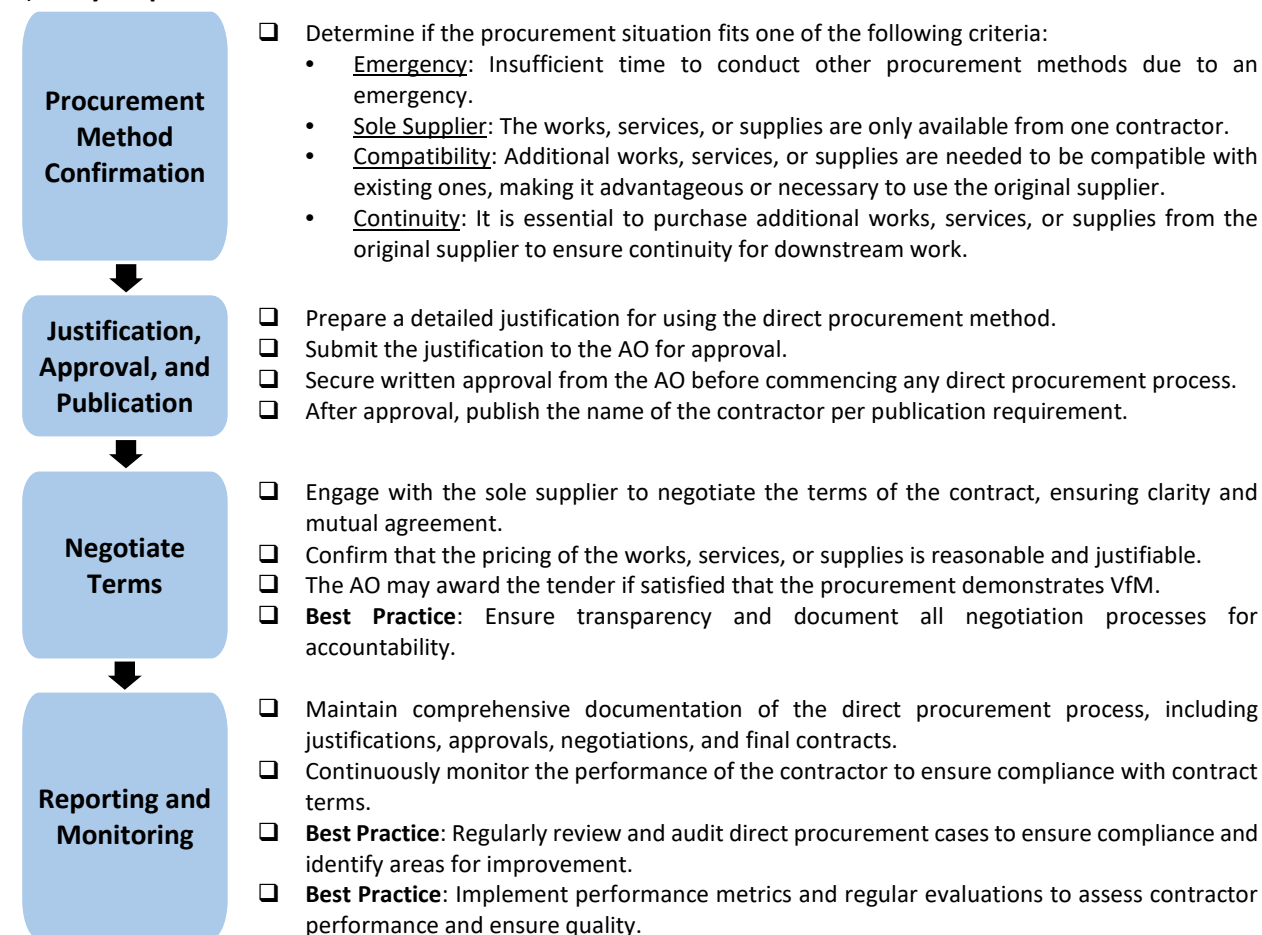 Procurement
Method
Confirmation
❑ Determine if the procurement situation fits one of the following criteria:
• Emergency: Insufficient time to conduct other procurement methods due to an
emergency.
• Sole Supplier: The works, services, or supplies are only available from one contractor.
• Compatibility: Additional works, services, or supplies are needed to be compatible with
existing ones, making it advantageous or necessary to use the original supplier.
• Continuity: It is essential to purchase additional works, services, or supplies from the
original supplier to ensure continuity for downstream work.
Justification,
Approval, and
Publication
❑ Prepare a detailed justification for using the direct procurement method.
❑ Submit the justification to the AO for approval.
❑ Secure written approval from the AO before commencing any direct procurement process.
❑ After approval, publish the name of the contractor per publication requirement.
Negotiate
Terms
❑ Engage with the sole supplier to negotiate the terms of the contract, ensuring clarity and
mutual agreement.
❑ Confirm that the pricing of the works, services, or supplies is reasonable and justifiable.
❑ The AO may award the tender if satisfied that the procurement demonstrates VfM.
❑ Best Practice: Ensure transparency and document all negotiation processes for
accountability.
Reporting and
Monitoring
❑ Maintain comprehensive documentation of the direct procurement process, including
justifications, approvals, negotiations, and final contracts.
❑ Continuously monitor the performance of the contractor to ensure compliance with contract
terms.
❑ Best Practice: Regularly review and audit direct procurement cases to ensure compliance and
identify areas for improvement.
❑ Best Practice: Implement performance metrics and regular evaluations to assess contractor
performance and ensure quality.